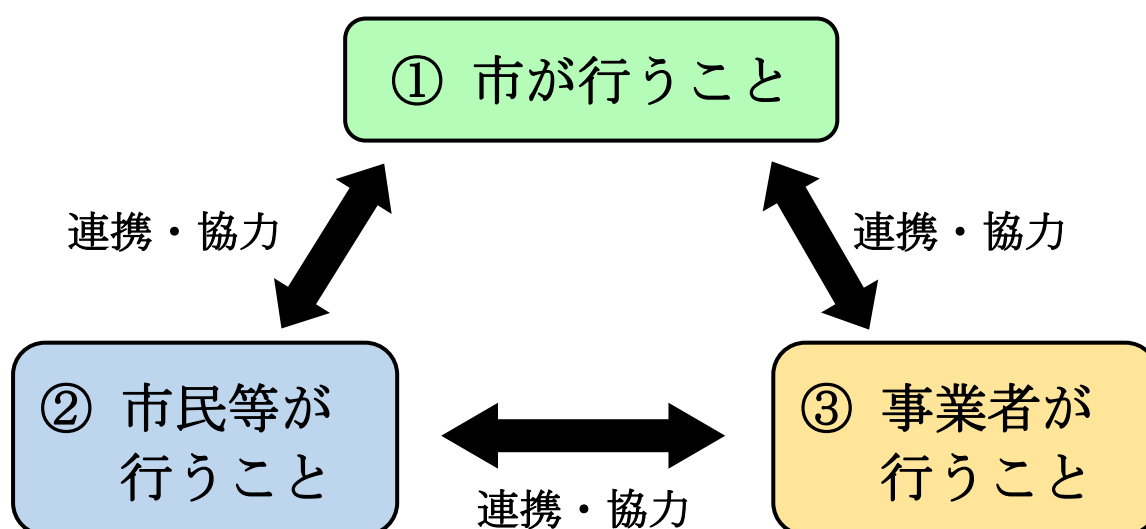 ① 市が行うこと
連携・協力
連携・協力
② 市民等が
行うこと
③ 事業者が
行うこと
連携・協力